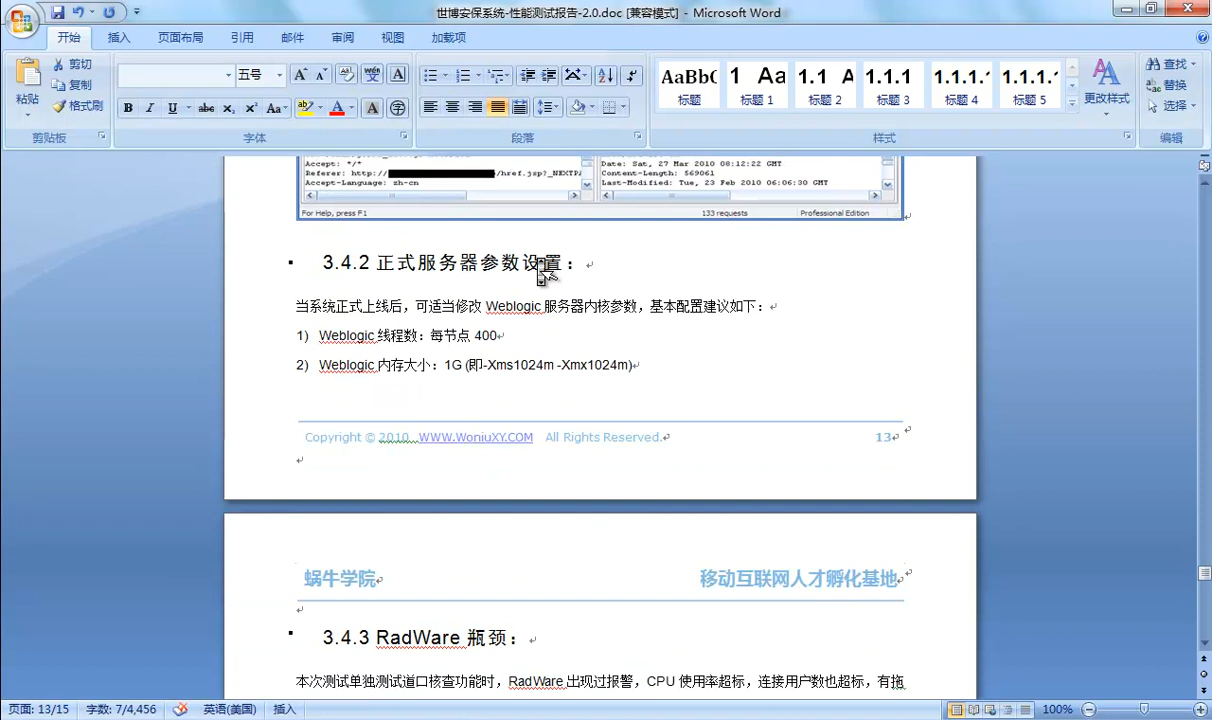 世博安保系统-性能测试报告-2.0.doc [兼容模式] - Microsoft Word
开始 插入 页面布局 引用 邮件 审阅 视图 加载项
粘贴 剪切 复制 格式刷
五号
AaBbC 1 Aa 1.1 A 1.1.1 1.1.1.1 1.1.1.1.
标题 标题 1 标题 2 标题 3 标题 4 标题 5
更改样式
查找 替换 选择
剪贴板 字体 段落 样式 编辑
Accept: */*
Referer: http:// /href.jsp?_NEXTPA
Accept-Language: zh-cn
Date: Sat, 27 Mar 2010 08:12:22 GMT
Content-Length: 569061
Last-Modified: Tue, 23 Feb 2010 06:06:30 GMT
For Help, press F1 133 requests Professional Edition
3.4.2 正式服务器参数设置：
当系统正式上线后，可适当修改 Weblogic 服务器内核参数，基本配置建议如下：
1) Weblogic 线程数：每节点 400
2) Weblogic 内存大小：1G (即-Xms1024m -Xmx1024m)
Copyright © 2010 WWW.WoniuXY.COM All Rights Reserved. 13
蜗牛学院 移动互联网人才孵化基地
3.4.3 RadWare 瓶颈：
本次测试单独测试道口核查功能时，RadWare 出现过报警，CPU 使用率超标，连接用户数也超标，有拖
页面: 13/15 字数: 7/4,456 英语(美国) 插入 100%